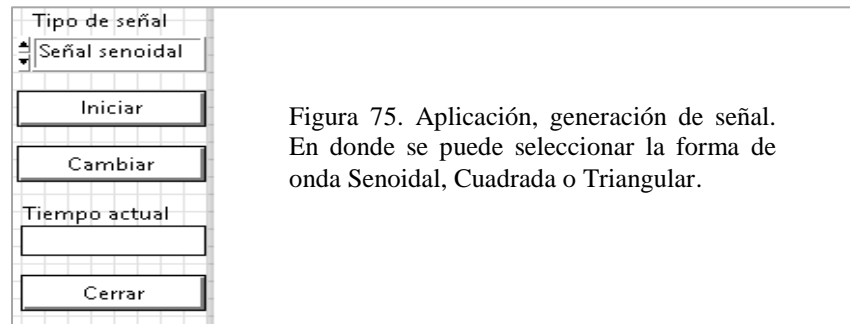 Tipo de señal
Señal senoidal
Iniciar
Cambiar
Tiempo actual
Cerrar
Figura 75. Aplicación, generación de señal.
En donde se puede seleccionar la forma de
onda Senoidal, Cuadrada o Triangular.